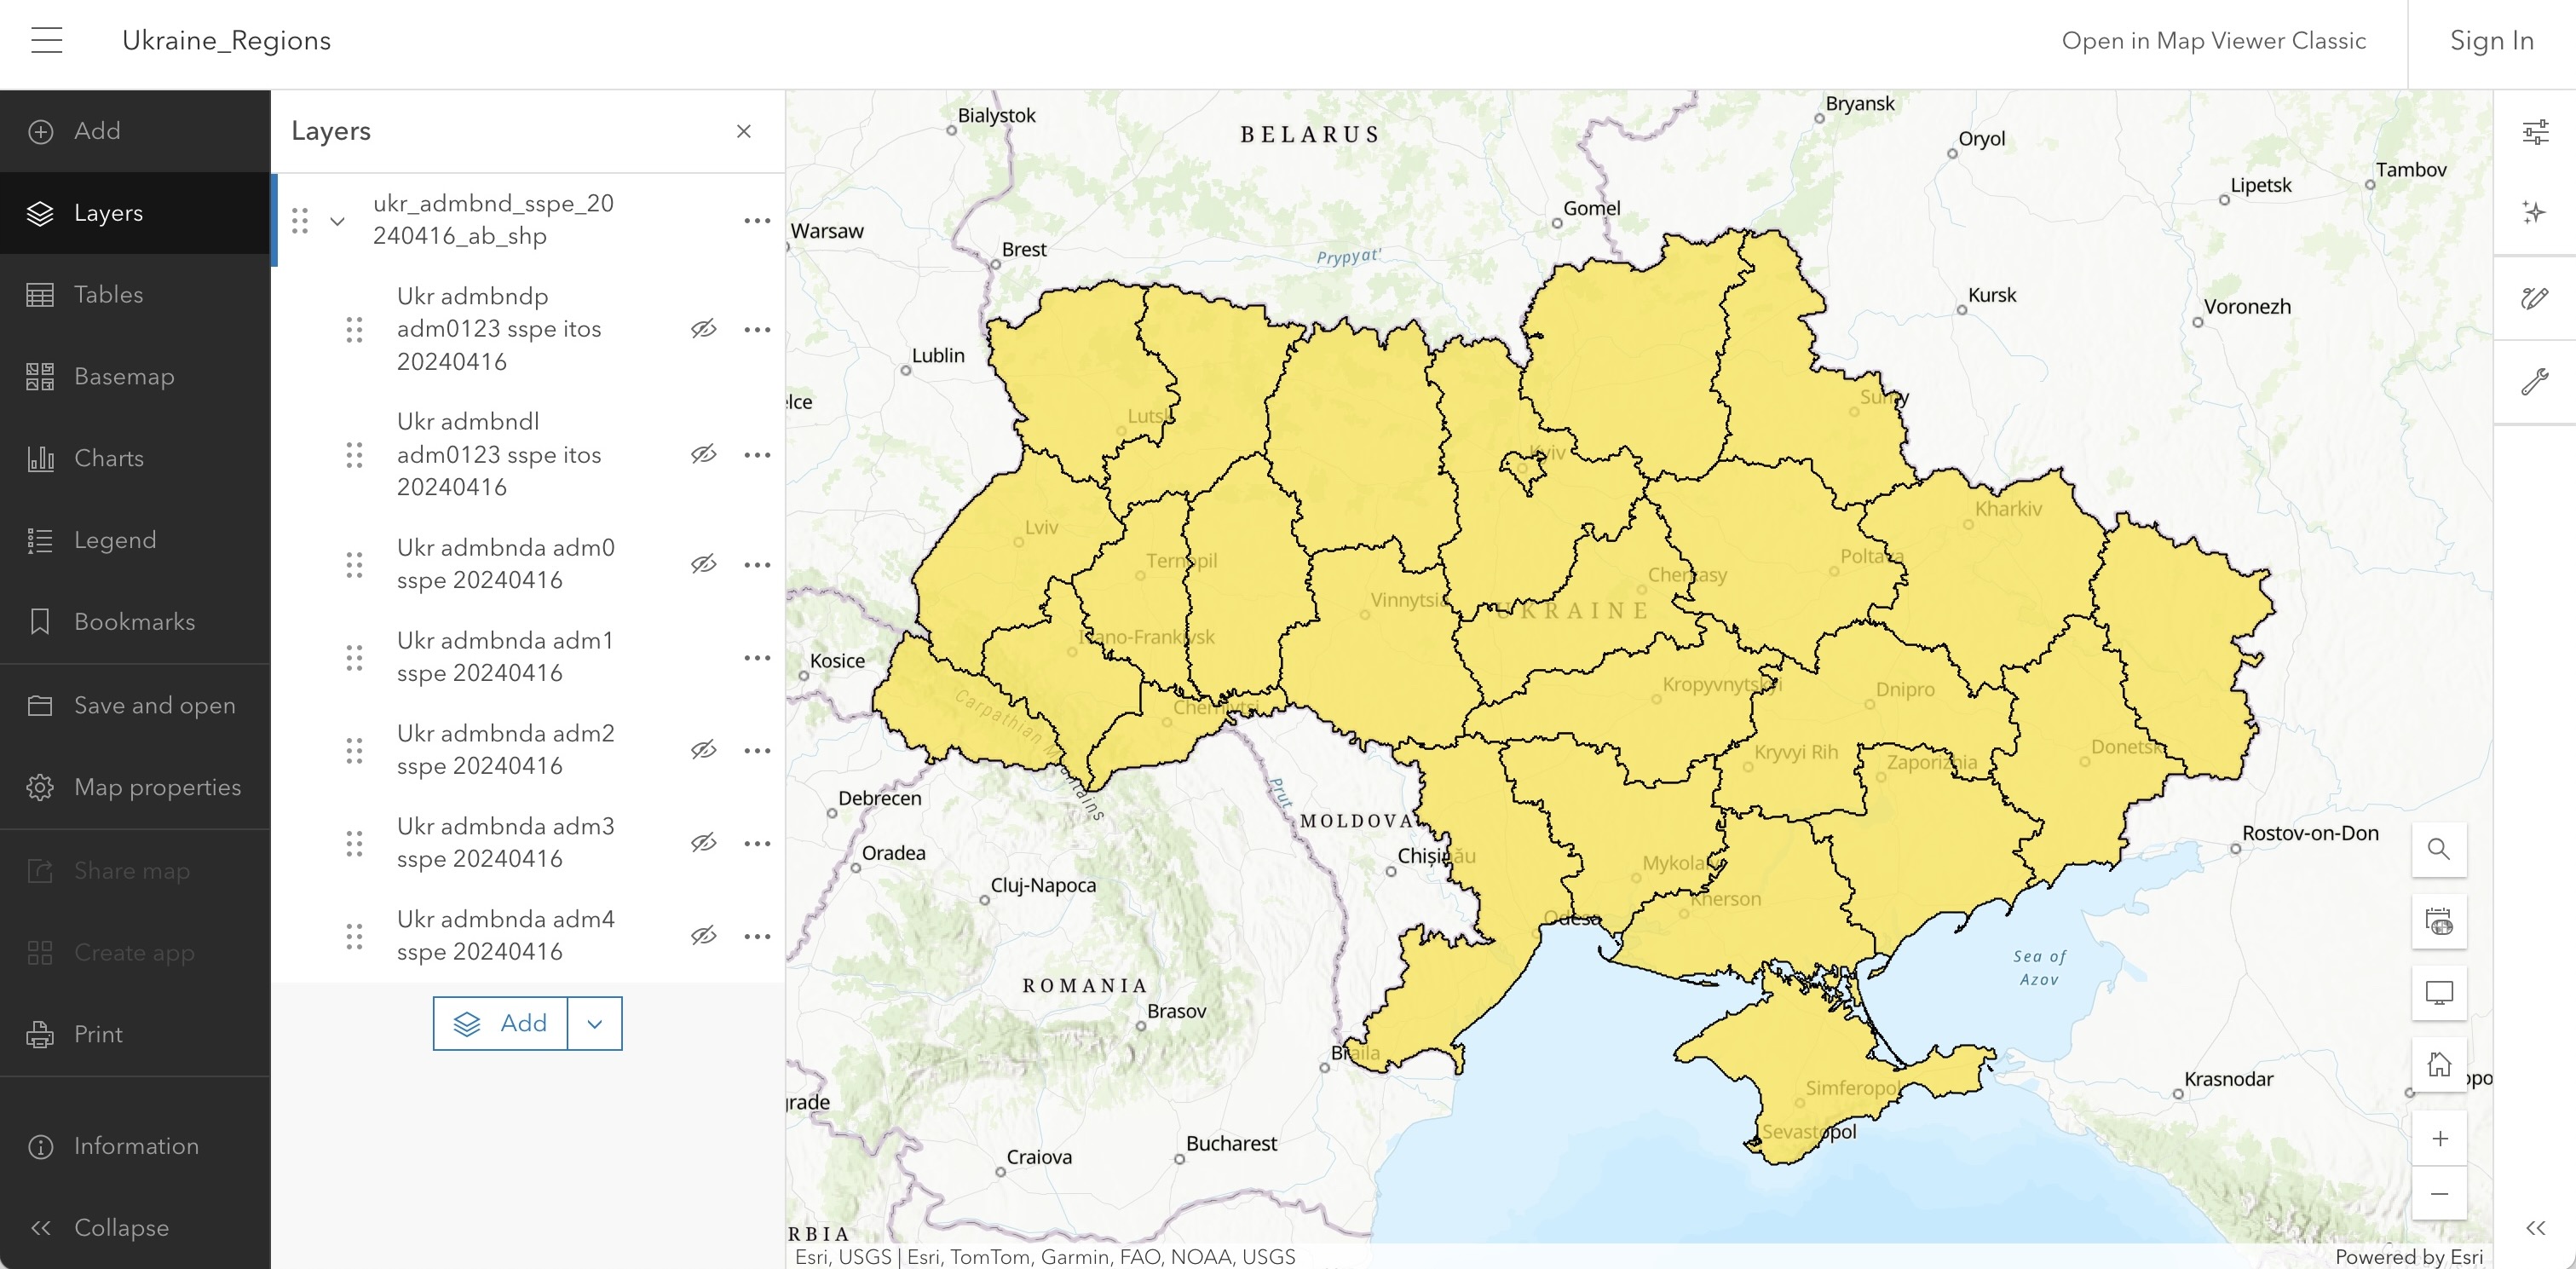 Ukraine_Regions
Open in Map Viewer Classic
Sign In
Add
Layers
Tables
Basemap
Charts
Legend
Bookmarks
Save and open
Map properties
Share map
Create app
Print
Information
Collapse
Layers
ukr_admbnd_sspe_20
240416_ab_shp
Ukr admbndp
adm0123 sspe itos
20240416
Ukr admbndl
adm0123 sspe itos
20240416
Ukr admbnda adm0
sspe 20240416
Ukr admbnda adm1
sspe 20240416
Ukr admbnda adm2
sspe 20240416
Ukr admbnda adm3
sspe 20240416
Ukr admbnda adm4
sspe 20240416
Add
Bialystok
BELARUS
Bryansk
Oryol
Tambov
Lipetsk
Gomel
Warsaw
Brest
Prypyat'
Kursk
Voronezh
Lublin
elce
Sumy
Lutsk
Kyiv
Kharkiv
Lviv
Ternopil
Poltava
Cherkasy
Vinnytsia
UKRAINE
Ivano-Frankivsk
Kosice
Kropyvnytskyi
Dnipro
Carpathian Mountains
Chernivtsi
Donetsk
Kryvyi Rih
Zaporizhia
Debrecen
Prut
MOLDOVA
Rostov-on-Don
Oradea
Chișinău
Mykolaiv
Cluj-Napoca
Kherson
Odesa
Sea of
Azov
ROMANIA
Brasov
Braila
Krasnodar
opo
Simferopol
grade
Sevastopol
Bucharest
Craiova
RBIA
Esri, USGS | Esri, TomTom, Garmin, FAO, NOAA, USGS
Powered by Esri